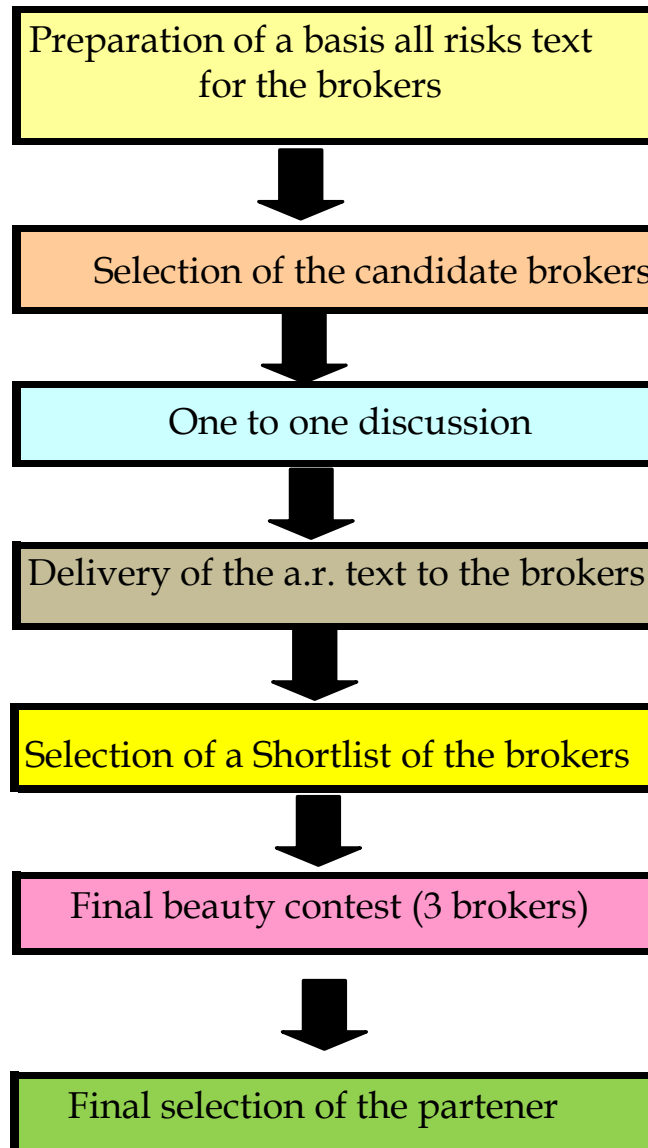 Preparation of a basis all risks text
for the brokers
Selection of the candidate brokers
One to one discussion
Delivery of the a.r. text to the brokers
Selection of a Shortlist of the brokers
Final beauty contest (3 brokers)
Final selection of the partener